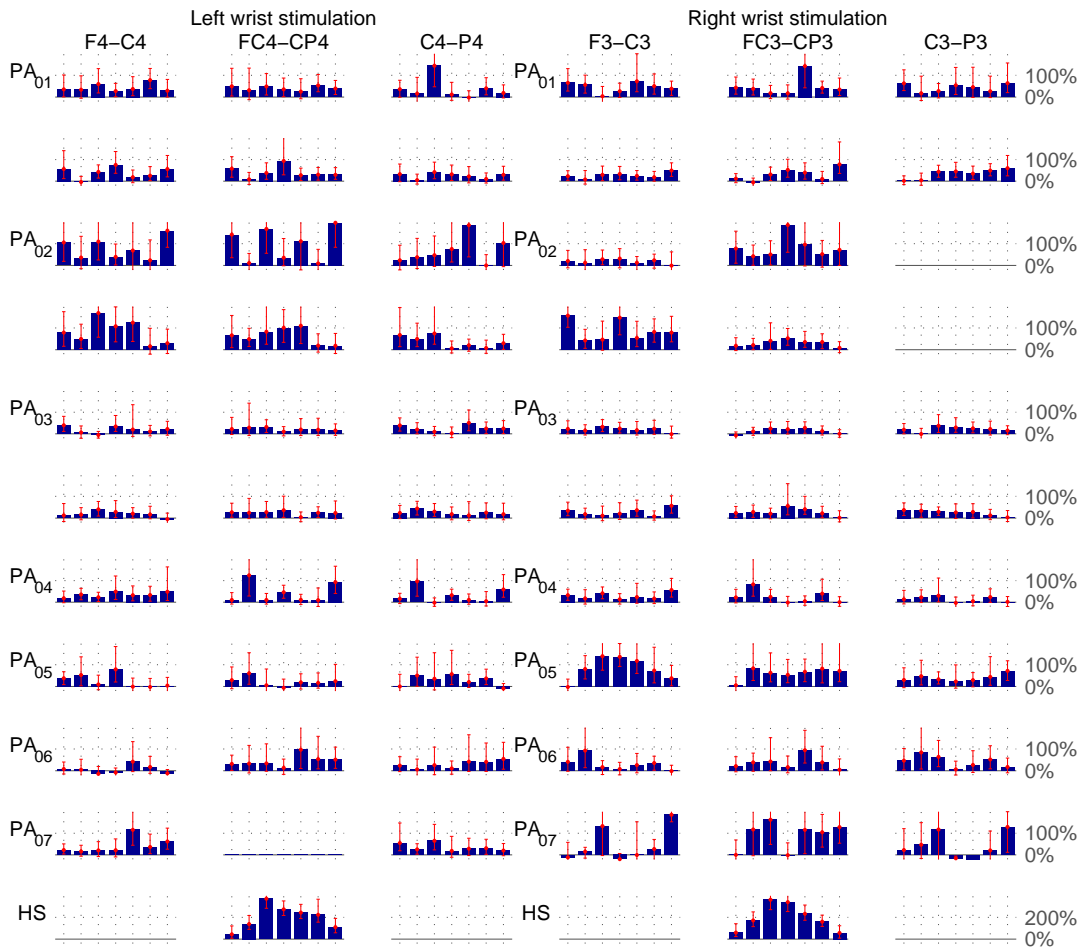 Left wrist stimulation Right wrist stimulation
F4−C4 FC4−CP4 C4−P4 F3−C3 FC3−CP3 C3−P3
PA01 PA01 100%
0%
100%
0%
PA02 PA02 100%
0%
100%
0%
PA03 PA03 100%
0%
100%
0%
PA04 PA04 100%
0%
PA05 PA05 100%
0%
PA06 PA06 100%
0%
PA07 PA07 100%
0%
HS HS 200%
0%